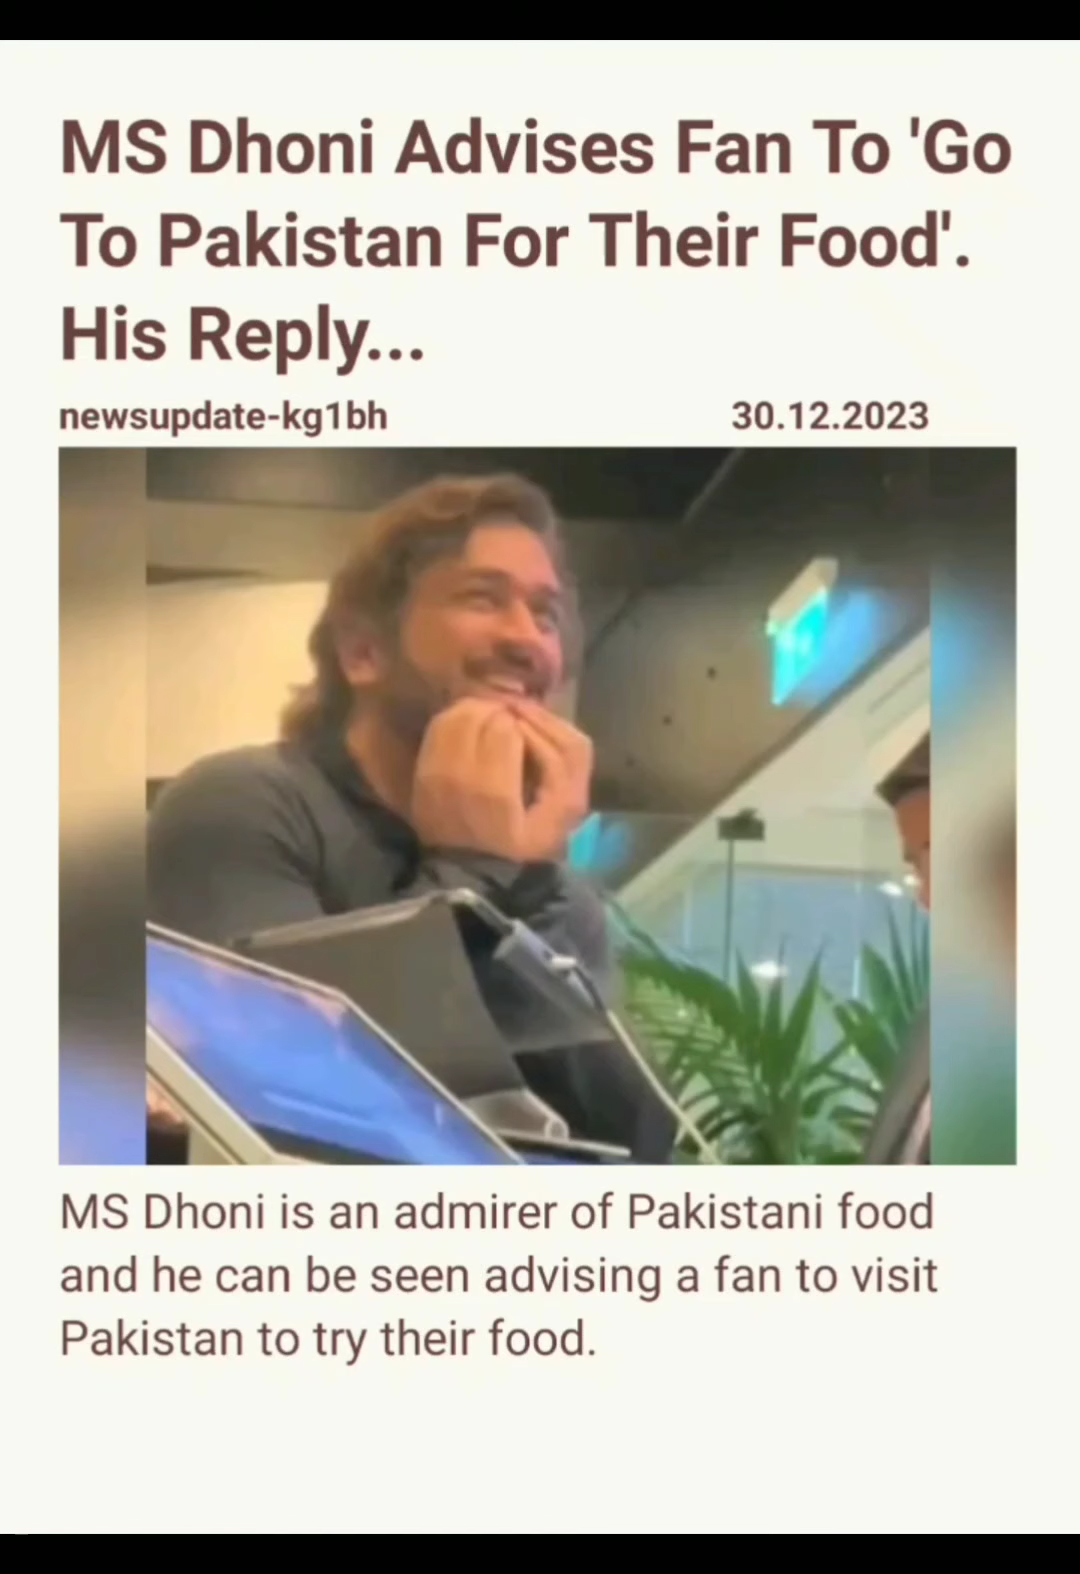 MS Dhoni Advises Fan To 'Go
To Pakistan For Their Food'.
His Reply...
newsupdate-kg1bh 30.12.2023
MS Dhoni is an admirer of Pakistani food
and he can be seen advising a fan to visit
Pakistan to try their food.